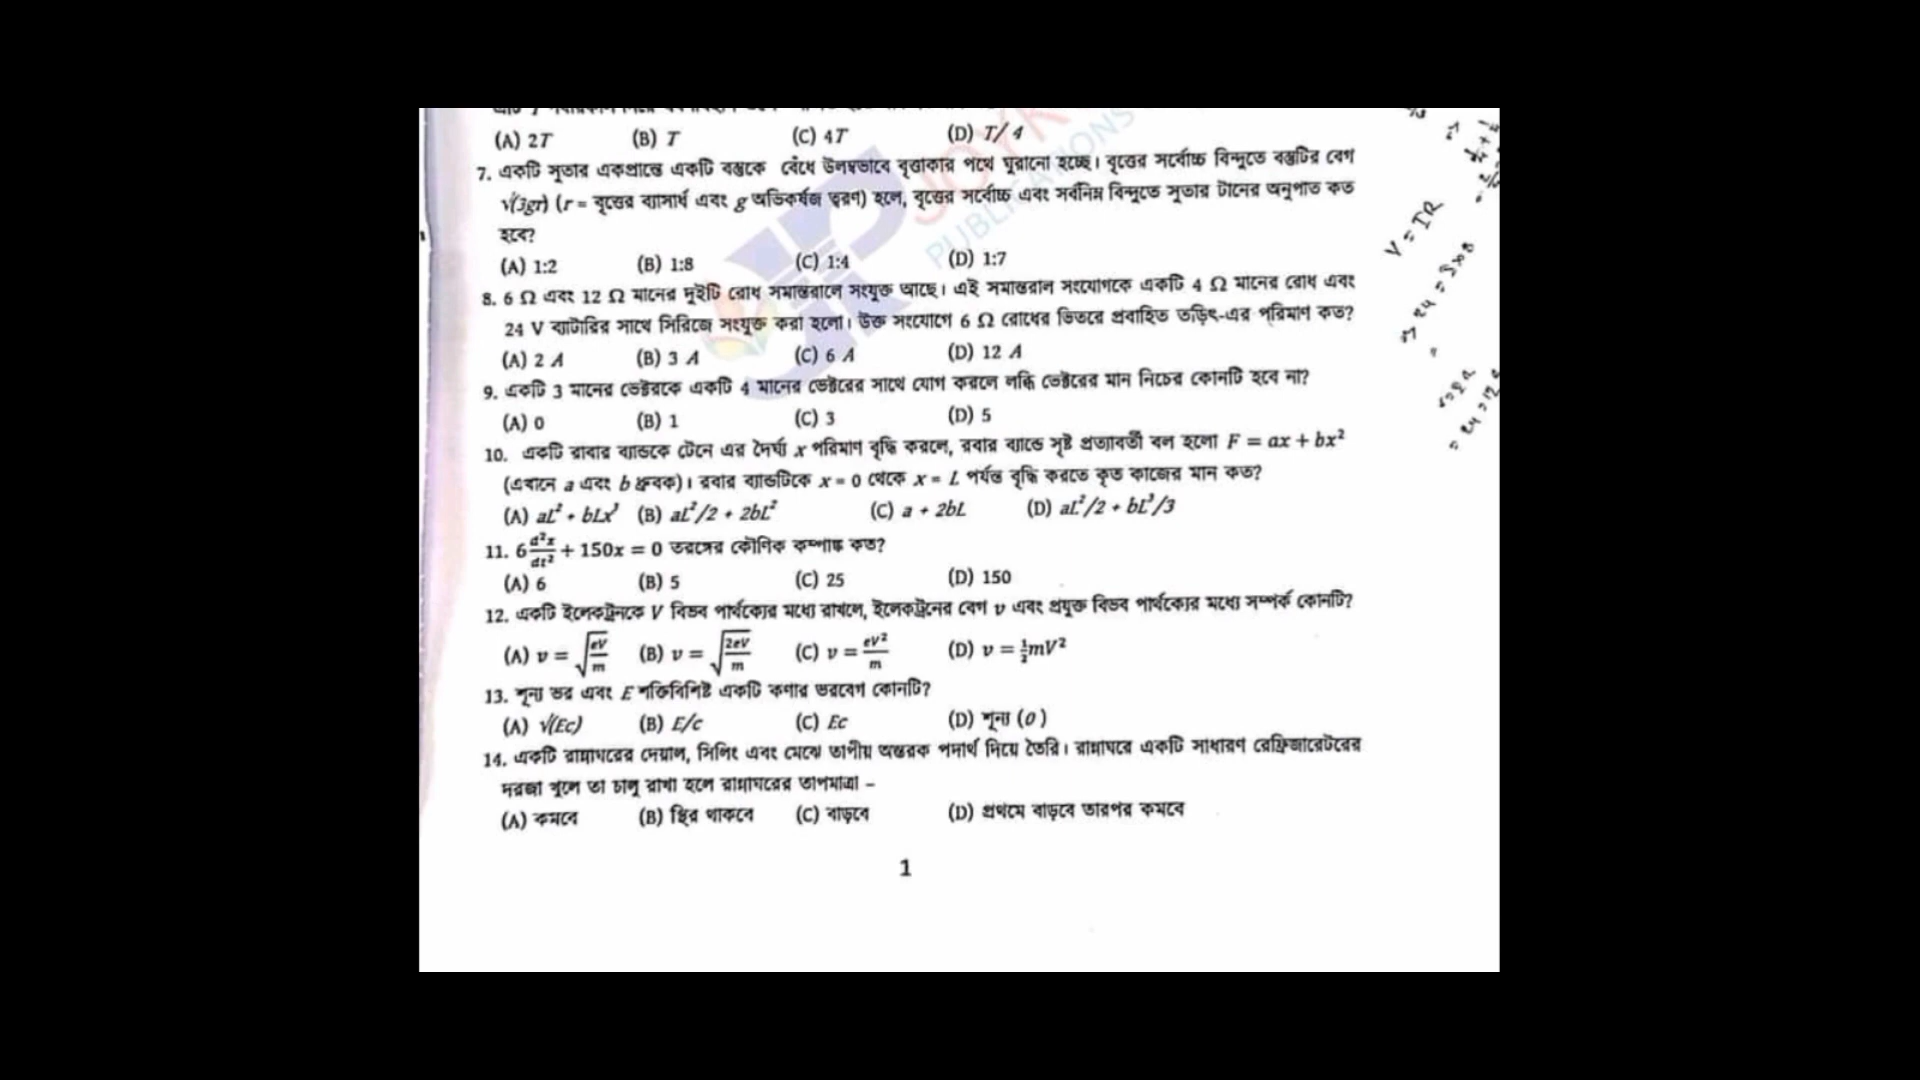 (A) 2T (B) T (C) 4T (D) T/ 4
7. একটি সুতার একপ্রান্তে একটি বস্তুকে বেঁধে উলম্বভাবে বৃত্তাকার পথে ঘুরানো হচ্ছে। বৃত্তের সর্বোচ্চ বিন্দুতে বস্তুটির বেগ
√(3gr) (r = বৃত্তের ব্যাসার্ধ এবং g অভিকর্ষজ ত্বরণ) হলে, বৃত্তের সর্বোচ্চ এবং সর্বনিম্ন বিন্দুতে সুতার টানের অনুপাত কত
হবে?
(A) 1:2 (B) 1:8 (C) 1:4 (D) 1:7
8. 6 Ω এবং 12 Ω মানের দুইটি রোধ সমান্তরালে সংযুক্ত আছে। এই সমান্তরাল সংযোগকে একটি 4 Ω মানের রোধ এবং
24 V ব্যাটারির সাথে সিরিজে সংযুক্ত করা হলো। উক্ত সংযোগে 6 Ω রোধের ভিতরে প্রবাহিত তড়িৎ-এর পরিমাণ কত?
(A) 2 A (B) 3 A (C) 6 A (D) 12 A
9. একটি 3 মানের ভেক্টরকে একটি 4 মানের ভেক্টরের সাথে যোগ করলে লব্ধি ভেক্টরের মান নিচের কোনটি হবে না?
(A) 0 (B) 1 (C) 3 (D) 5
10. একটি রাবার ব্যান্ডকে টেনে এর দৈর্ঘ্য x পরিমাণ বৃদ্ধি করলে, রবার ব্যান্ডে সৃষ্ট প্রত্যাবর্তী বল হলো F = ax + bx²
(এখানে a এবং b ধ্রুবক)। রবার ব্যান্ডটিকে x = 0 থেকে x = L পর্যন্ত বৃদ্ধি করতে কৃত কাজের মান কত?
(A) aL² + bLx³ (B) aL²/2 + 2bL² (C) a + 2bL (D) aL²/2 + bL³/3
11. 6 d²x/dt² + 150x = 0 তরঙ্গের কৌণিক কম্পাঙ্ক কত?
(A) 6 (B) 5 (C) 25 (D) 150
12. একটি ইলেকট্রনকে V বিভব পার্থক্যের মধ্যে রাখলে, ইলেকট্রনের বেগ v এবং প্রযুক্ত বিভব পার্থক্যের মধ্যে সম্পর্ক কোনটি?
(A) v = √(eV/m) (B) v = √(2eV/m) (C) v = eV²/m (D) v = ½mV²
13. শূন্য ভর এবং E শক্তিবিশিষ্ট একটি কণার ভরবেগ কোনটি?
(A) √(Ec) (B) E/c (C) Ec (D) শূন্য (0 )
14. একটি রান্নাঘরের দেয়াল, সিলিং এবং মেঝে তাপীয় অন্তরক পদার্থ দিয়ে তৈরি। রান্নাঘরে একটি সাধারণ রেফ্রিজারেটরের
দরজা খুলে তা চালু রাখা হলে রান্নাঘরের তাপমাত্রা –
(A) কমবে (B) স্থির থাকবে (C) বাড়বে (D) প্রথমে বাড়বে তারপর কমবে
1
PUBLICATIONS
V = IR